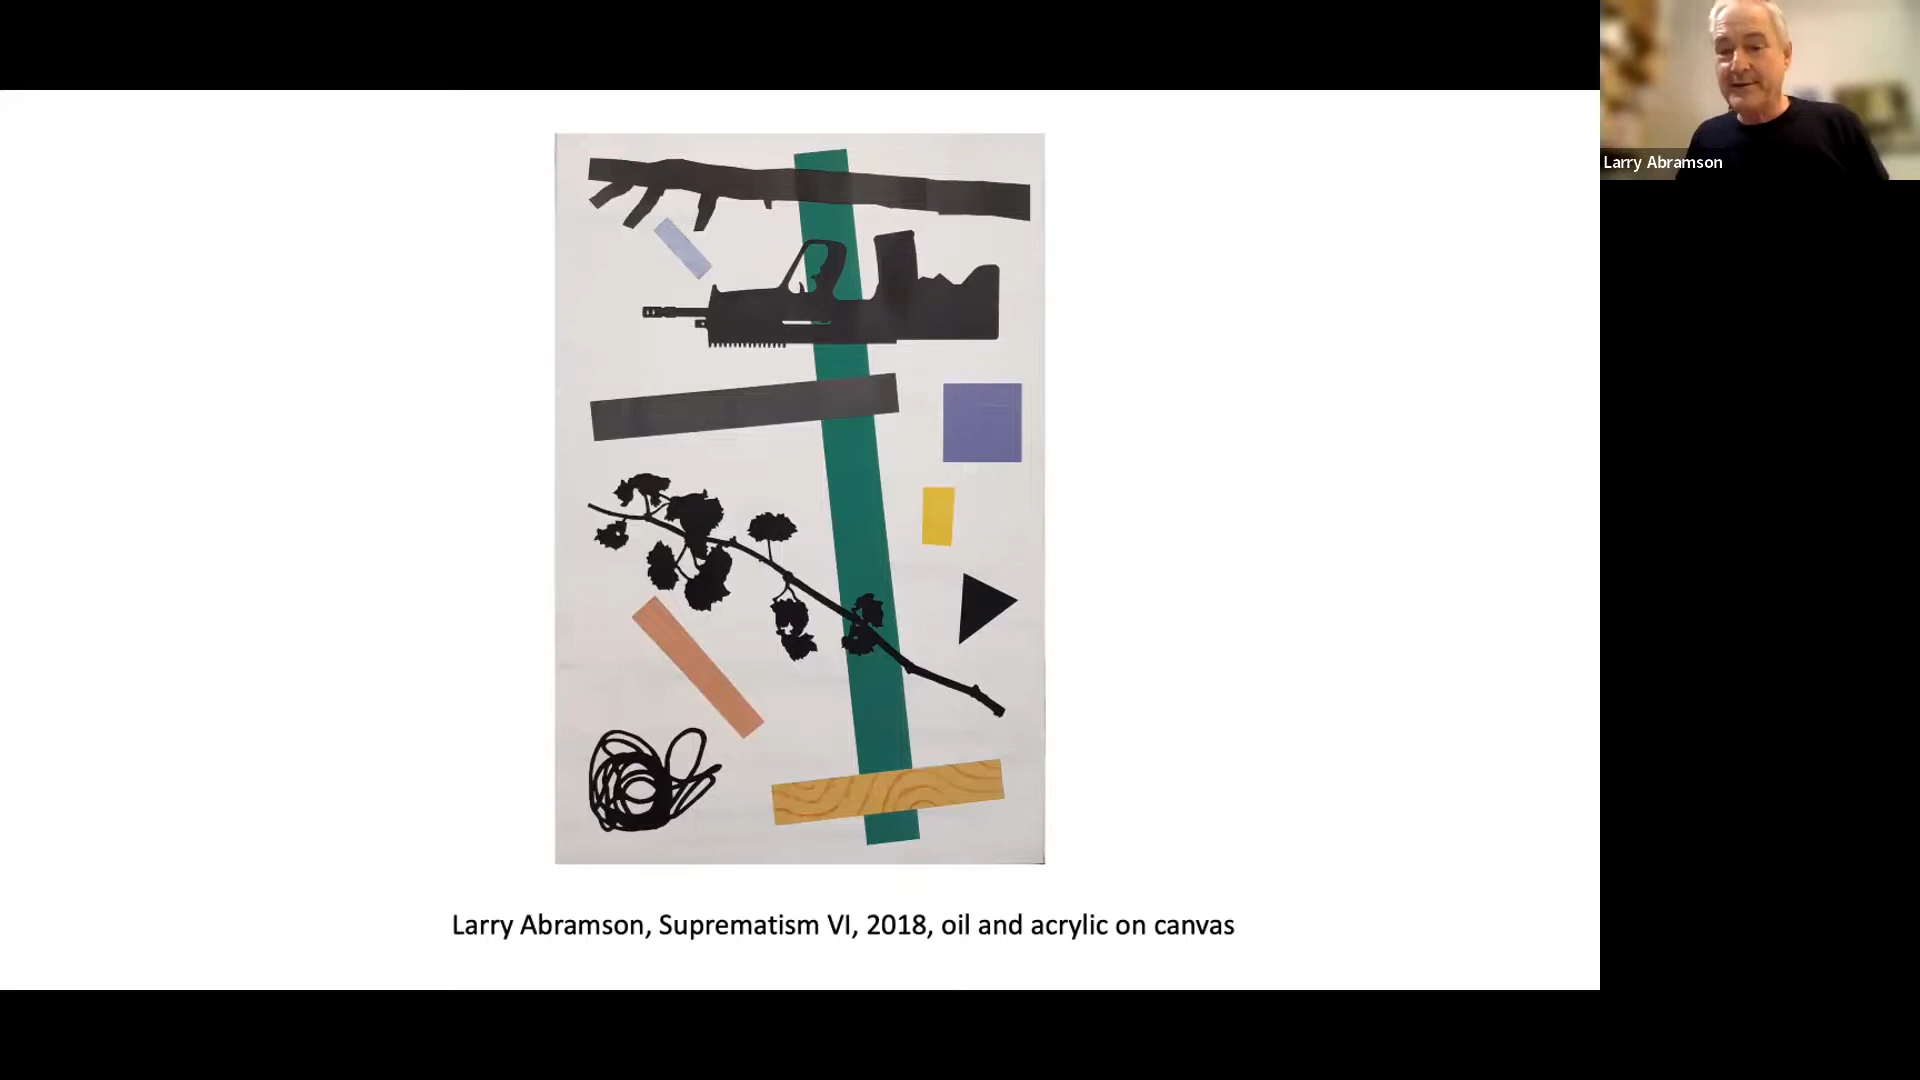 Larry Abramson
Larry Abramson, Suprematism VI, 2018, oil and acrylic on canvas